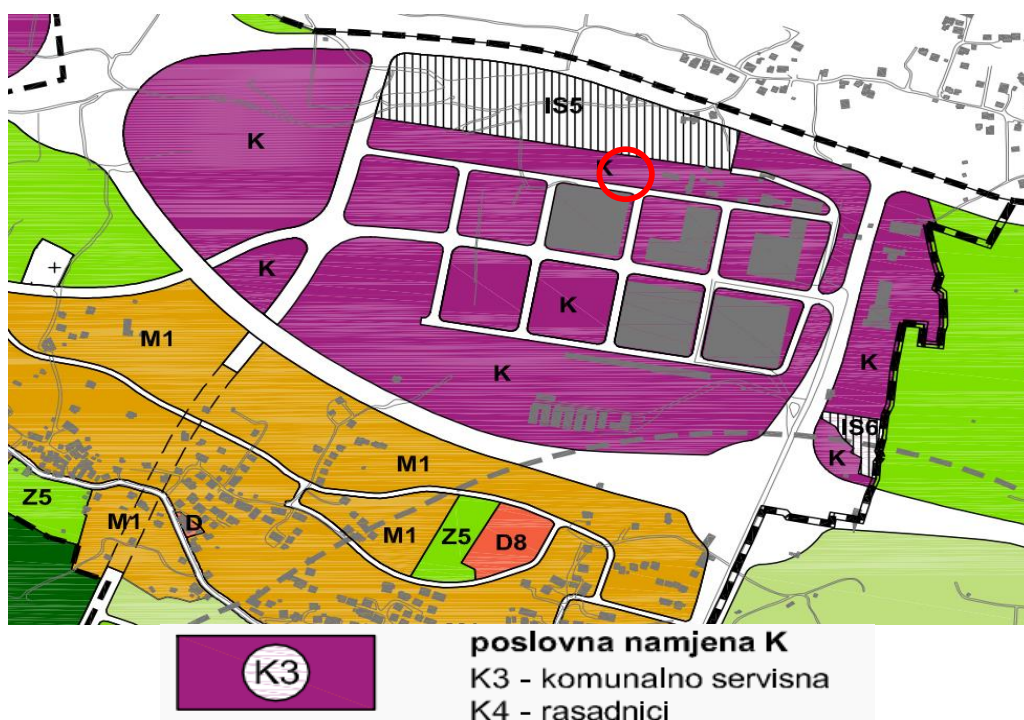 IS5
K
K
K
K
M1
K
K
IS6
M1
K
Z5
M1
D
M1
Z5
D8
K3
poslovna namjena K
K3 - komunalno servisna
K4 - rasadnici